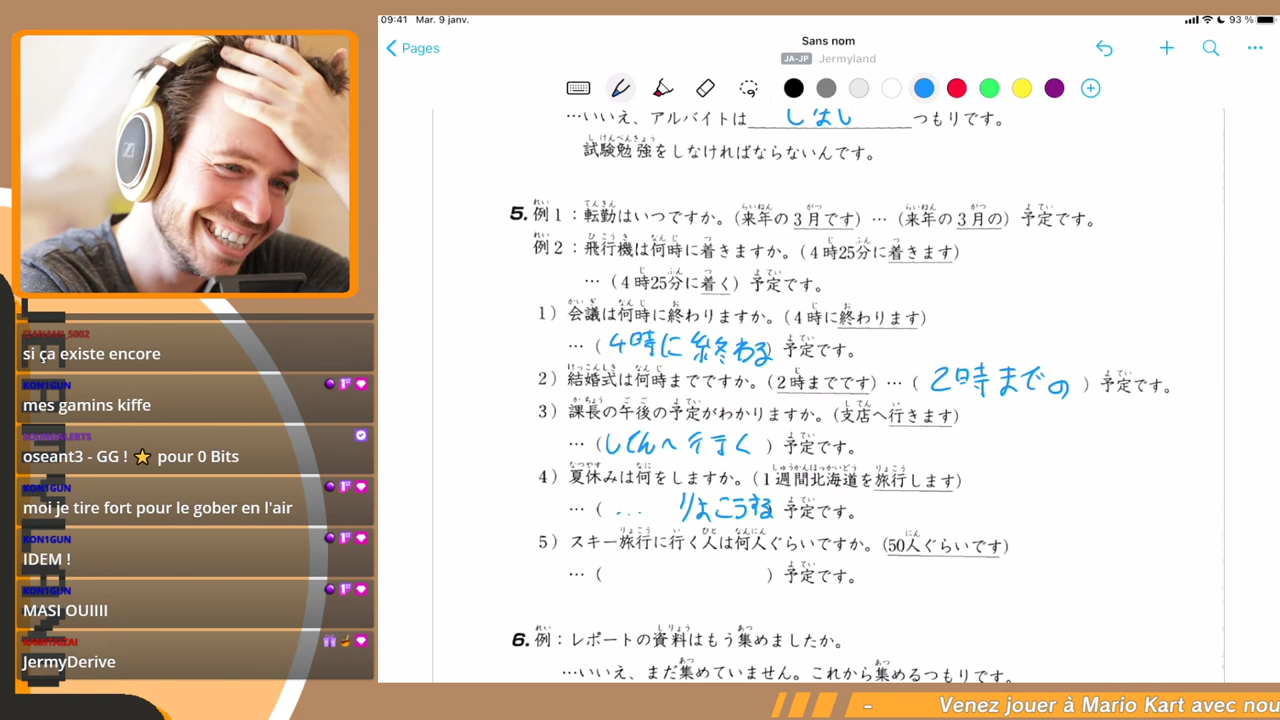 09:41 Mar. 9 janv.
93 %
Pages
Sans nom
JA-JP Jermyland
…いいえ、アルバイトは しない つもりです。
試験勉強をしなければならないんです。
5. 例1：転勤はいつですか。(来年の3月です) … (来年の3月の) 予定です。
例2：飛行機は何時に着きますか。(4時25分に着きます)
… (4時25分に着く) 予定です。
1) 会議は何時に終わりますか。(4時に終わります)
… (4時に終わる) 予定です。
2) 結婚式は何時までですか。(2時までです) … (2時までの) 予定です。
3) 課長の午後の予定がわかりますか。(支店へ行きます)
… (してんへ行く) 予定です。
4) 夏休みは何をしますか。(1週間北海道を旅行します)
… (... りょこうする 予定です。
5) スキー旅行に行く人は何人ぐらいですか。(50人ぐらいです)
… ( ) 予定です。
6. 例：レポートの資料はもう集めましたか。
…いいえ、まだ集めていません。これから集めるつもりです。
si ça existe encore
KON1GUN
mes gamins kiffe
oseant3 - GG ! ⭐ pour 0 Bits
KON1GUN
moi je tire fort pour le gober en l'air
KON1GUN
IDEM !
KON1GUN
MASI OUIIII
JermyDerive
- Venez jouer à Mario Kart avec nou